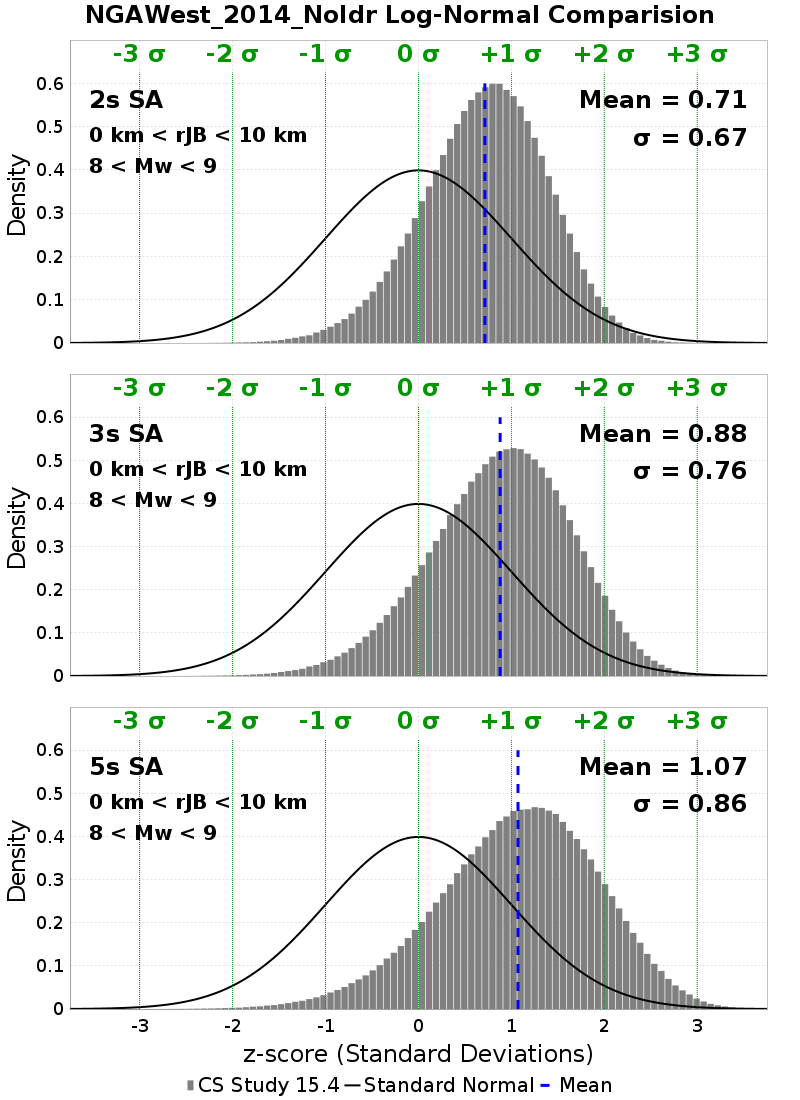 NGAWest_2014_NoIdr Log-Normal Comparision
-3 σ -2 σ -1 σ 0 σ +1 σ +2 σ +3 σ
0.6
2s SA Mean = 0.71
0.5
0 km < rJB < 10 km σ = 0.67
8 < Mw < 9
0.4
0.3
0.2
0.1
0
Density
-3 σ -2 σ -1 σ 0 σ +1 σ +2 σ +3 σ
0.6
3s SA Mean = 0.88
0.5
0 km < rJB < 10 km σ = 0.76
8 < Mw < 9
0.4
0.3
0.2
0.1
0
Density
-3 σ -2 σ -1 σ 0 σ +1 σ +2 σ +3 σ
0.6
5s SA Mean = 1.07
0.5
0 km < rJB < 10 km σ = 0.86
8 < Mw < 9
0.4
0.3
0.2
0.1
0
Density
-3 -2 -1 0 1 2 3
z-score (Standard Deviations)
CS Study 15.4 Standard Normal Mean